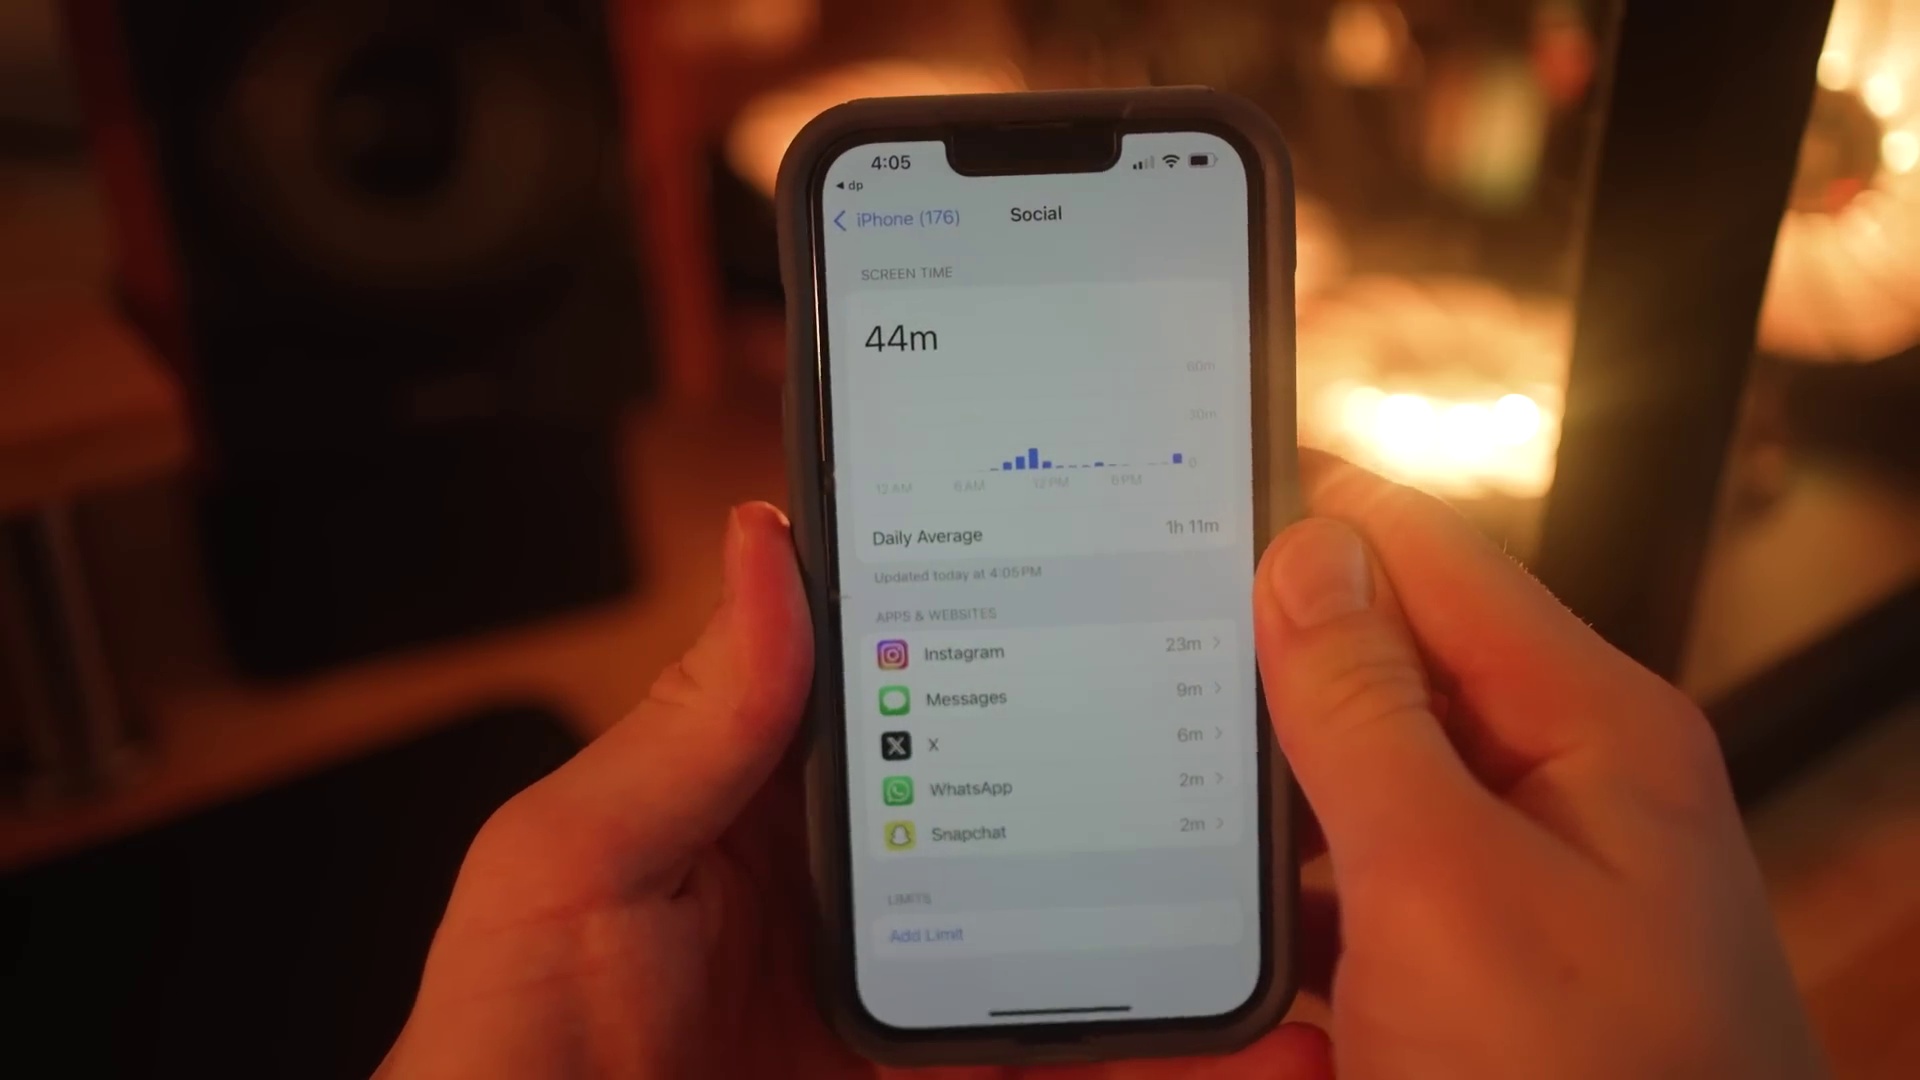 4:05
◀ dp
iPhone (176)
Social
SCREEN TIME
44m
60m
30m
0
12 AM 6 AM 12 PM 6 PM
Daily Average 1h 11m
Updated today at 4:05 PM
APPS & WEBSITES
Instagram 23m
Messages 9m
X 6m
WhatsApp 2m
Snapchat 2m
LIMITS
Add Limit